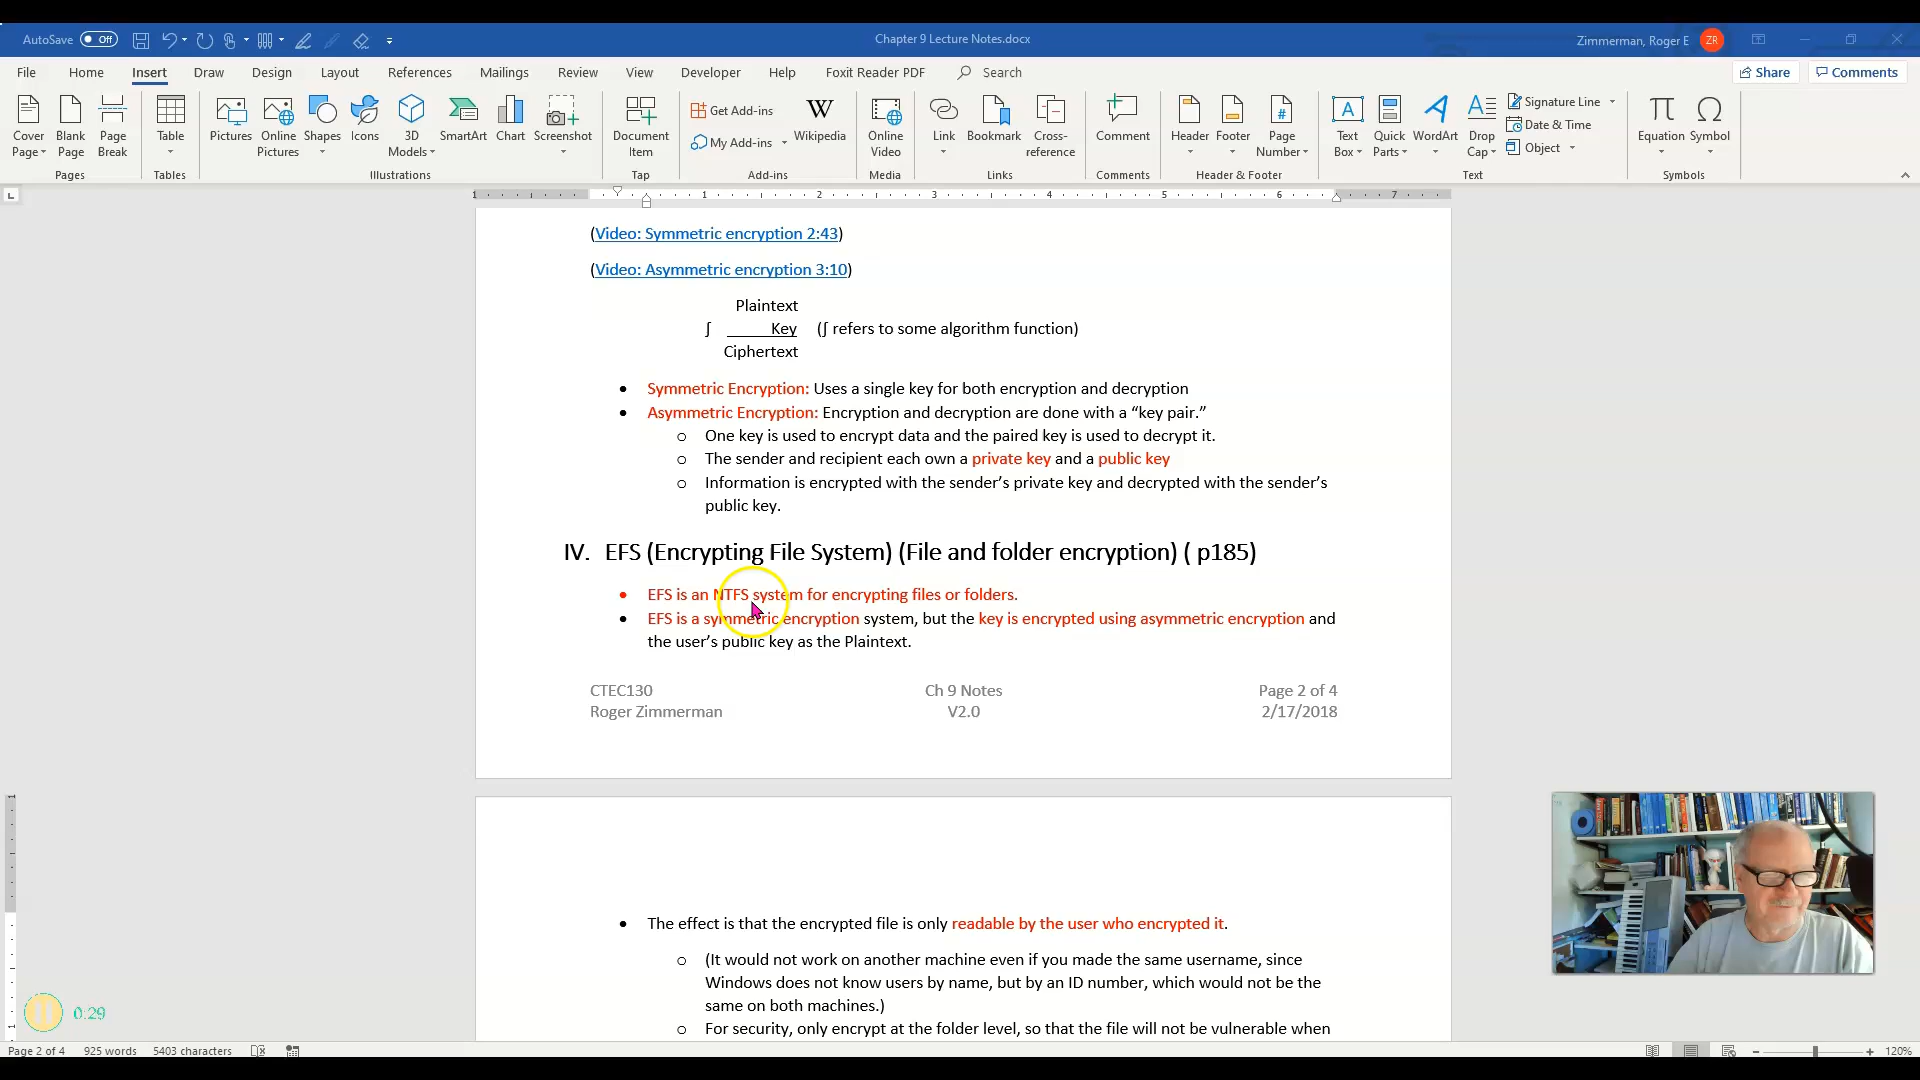 AutoSave Off
Chapter 9 Lecture Notes.docx
Zimmerman, Roger E ZR
File Home Insert Draw Design Layout References Mailings Review View Developer Help Foxit Reader PDF Search Share Comments
Cover Page
Blank Page
Page Break
Pages
Table
Tables
Pictures
Online Pictures
Shapes
Icons
3D Models
SmartArt
Chart
Screenshot
Illustrations
Document Item
Tap
Get Add-ins
My Add-ins
Wikipedia
Add-ins
Online Video
Media
Link
Bookmark
Cross-reference
Links
Comment
Comments
Header
Footer
Page Number
Header & Footer
Text Box
Quick Parts
WordArt
Drop Cap
Signature Line
Date & Time
Object
Text
Equation
Symbol
Symbols
1 1 2 3 4 5 6 7
(Video: Symmetric encryption 2:43)
(Video: Asymmetric encryption 3:10)
Plaintext
∫ Key (∫ refers to some algorithm function)
Ciphertext
• Symmetric Encryption: Uses a single key for both encryption and decryption
• Asymmetric Encryption: Encryption and decryption are done with a “key pair.”
o One key is used to encrypt data and the paired key is used to decrypt it.
o The sender and recipient each own a private key and a public key
o Information is encrypted with the sender’s private key and decrypted with the sender’s
public key.
IV. EFS (Encrypting File System) (File and folder encryption) ( p185)
• EFS is an NTFS system for encrypting files or folders.
• EFS is a symmetric encryption system, but the key is encrypted using asymmetric encryption and
the user’s public key as the Plaintext.
CTEC130 Ch 9 Notes Page 2 of 4
Roger Zimmerman V2.0 2/17/2018
• The effect is that the encrypted file is only readable by the user who encrypted it.
o (It would not work on another machine even if you made the same username, since
Windows does not know users by name, but by an ID number, which would not be the
same on both machines.)
o For security, only encrypt at the folder level, so that the file will not be vulnerable when
0:29
Page 2 of 4 925 words 5403 characters 120%